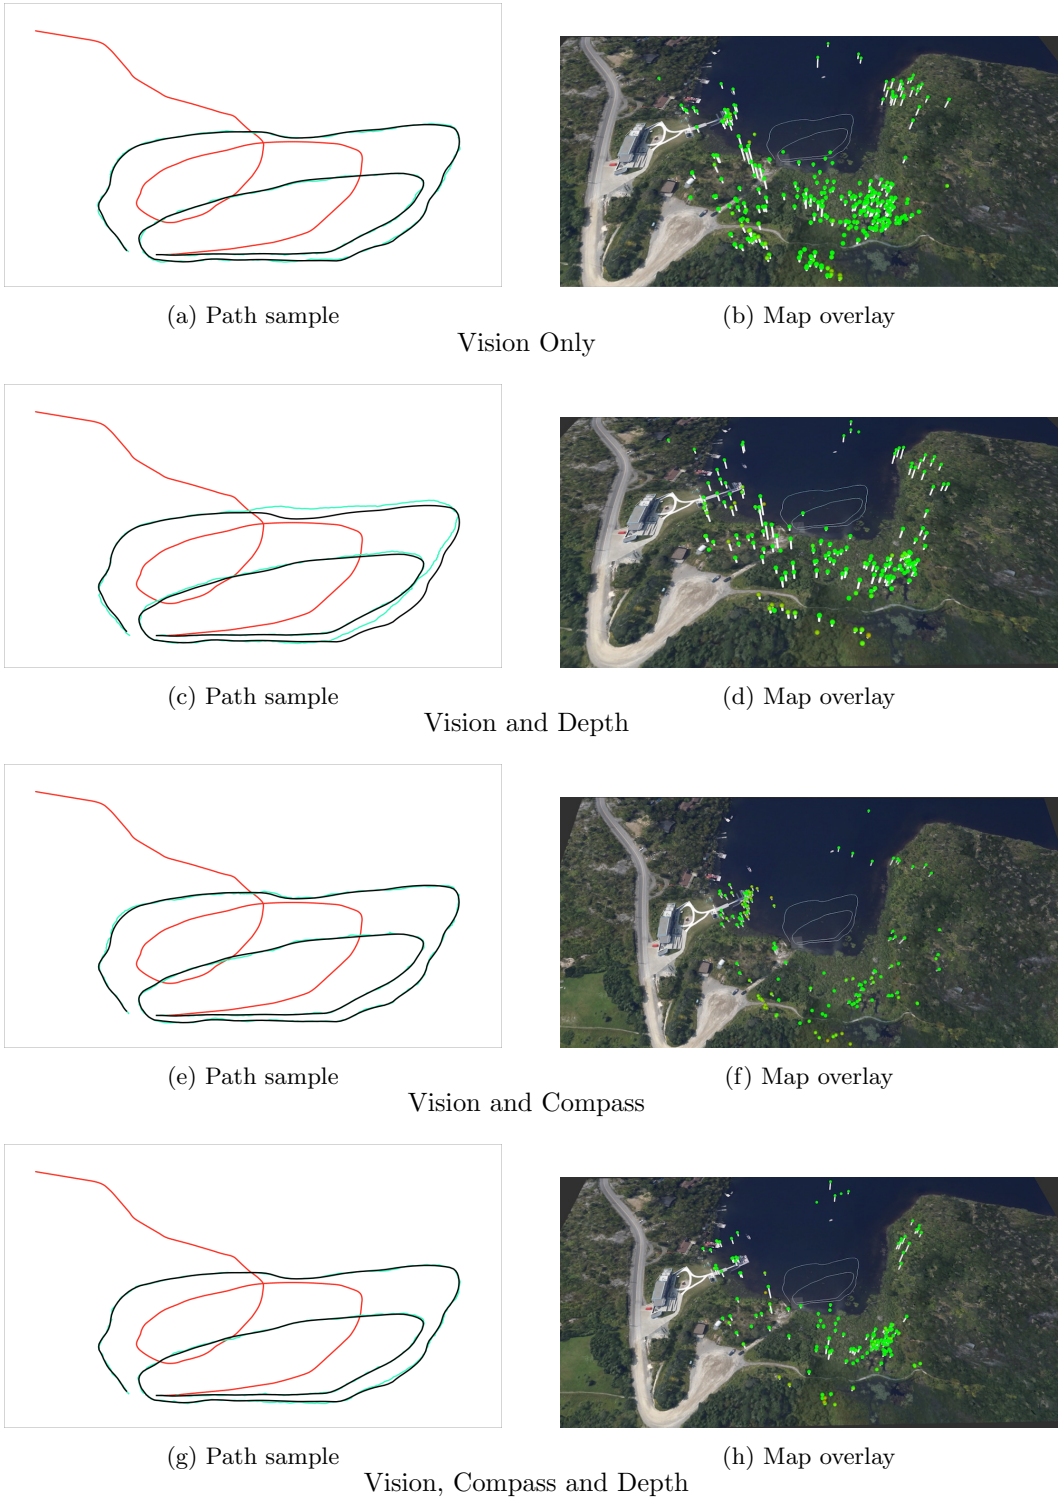 (a) Path sample
(b) Map overlay
Vision Only
(c) Path sample
(d) Map overlay
Vision and Depth
(e) Path sample
(f) Map overlay
Vision and Compass
(g) Path sample
(h) Map overlay
Vision, Compass and Depth